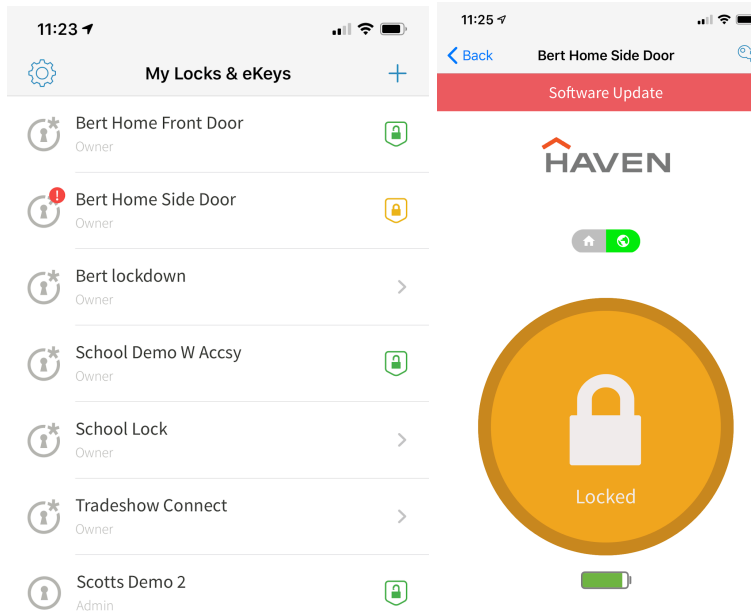 11:23
My Locks & eKeys
Bert Home Front Door
Owner
Bert Home Side Door
Owner
Bert lockdown
Owner
School Demo W Accsy
Owner
School Lock
Owner
Tradeshow Connect
Owner
Scotts Demo 2
Admin
11:25
Back
Bert Home Side Door
Software Update
HAVEN
Locked